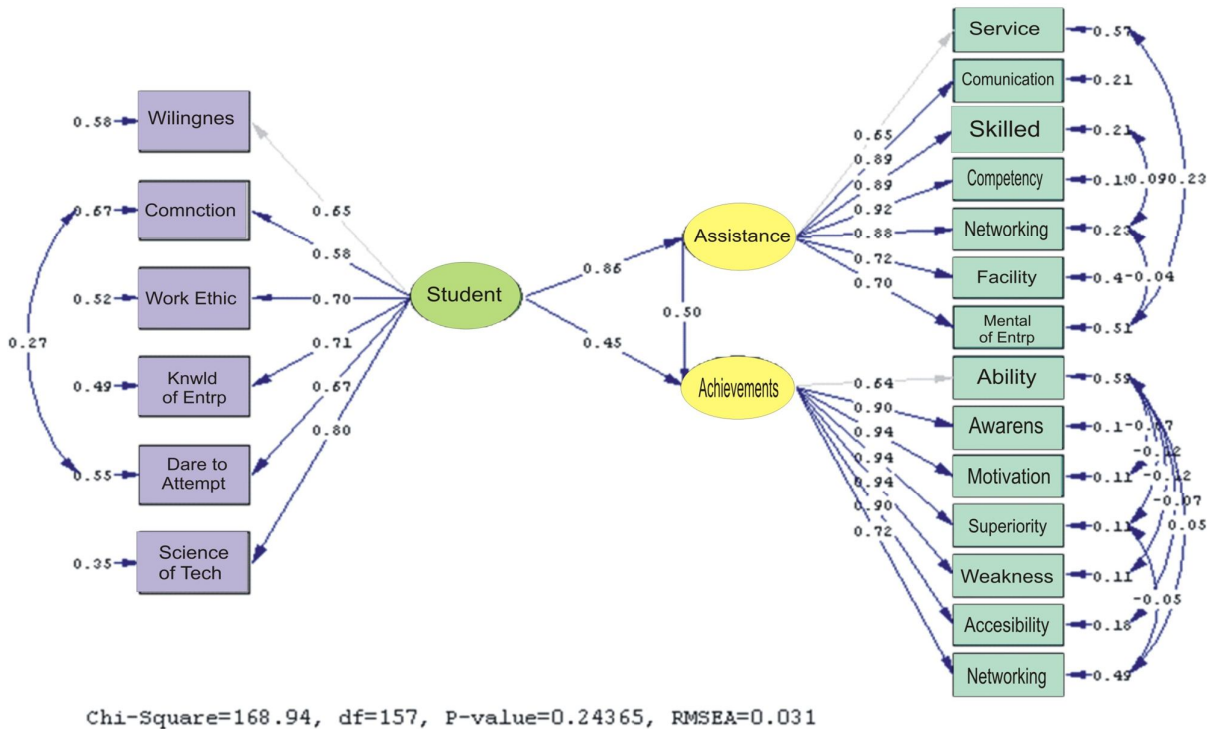 Wilingnes
Comnction
Work Ethic
Knwld
of Entrp
Dare to
Attempt
Science
of Tech
0.58
0.67
0.52
0.49
0.55
0.35
0.27
0.65
0.58
0.70
0.71
0.67
0.80
Student
0.86
0.45
Assistance
0.50
Achievements
0.65
0.89
0.89
0.92
0.88
0.72
0.70
0.64
0.90
0.94
0.94
0.94
0.90
0.72
Service
Comunication
Skilled
Competency
Networking
Facility
Mental
of Entrp
Ability
Awarens
Motivation
Superiority
Weakness
Accesibility
Networking
0.57
0.21
0.21
0.23
0.51
0.59
0.11
0.11
0.11
0.18
0.49
0.09
0.23
-0.04
-0.12
-0.12
-0.07
0.05
-0.05
Chi-Square=168.94, df=157, P-value=0.24365, RMSEA=0.031